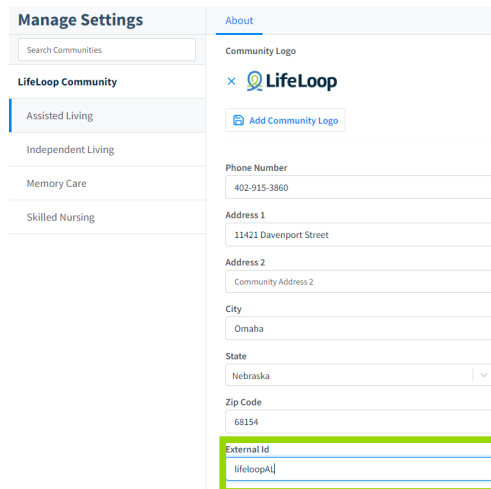 Manage Settings
Search Communities
LifeLoop Community
Assisted Living
Independent Living
Memory Care
Skilled Nursing
About
Community Logo
LifeLoop
Add Community Logo
Phone Number
402-915-3860
Address 1
11421 Davenport Street
Address 2
Community Address 2
City
Omaha
State
Nebraska
Zip Code
68154
External Id
lifeloopAL